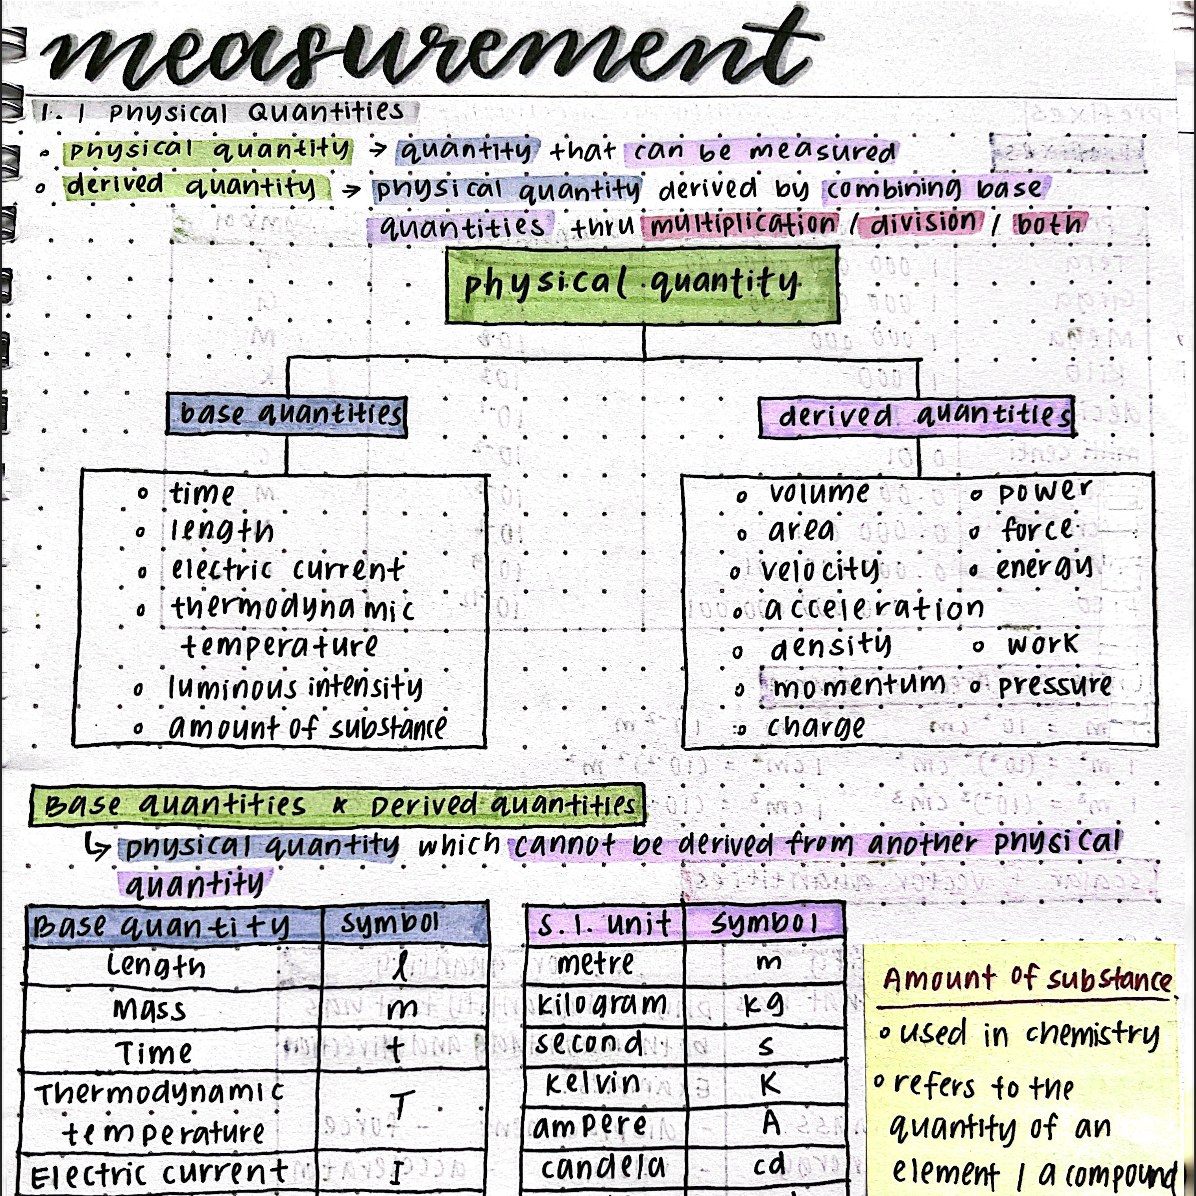 measurement
1.1 Physical Quantities
• physical quantity → quantity that can be measured
• derived quantity → physical quantity derived by combining base
quantities thru multiplication / division / both
physical quantity
base quantities
• time
• length
• electric current
• thermodynamic
temperature
• luminous intensity
• amount of substance
derived quantities
• volume • power
• area • force
• velocity • energy
• acceleration
• density • work
• momentum • pressure
• charge
Base quantities * Derived quantities
↳ physical quantity which cannot be derived from another physical
quantity
Base quantity symbol
Length l
Mass m
Time t
Thermodynamic
temperature T
Electric current I
S.I. unit symbol
metre m
kilogram kg
second s
kelvin K
ampere A
candela cd
Amount of substance
• used in chemistry
• refers to the
quantity of an
element / a compound